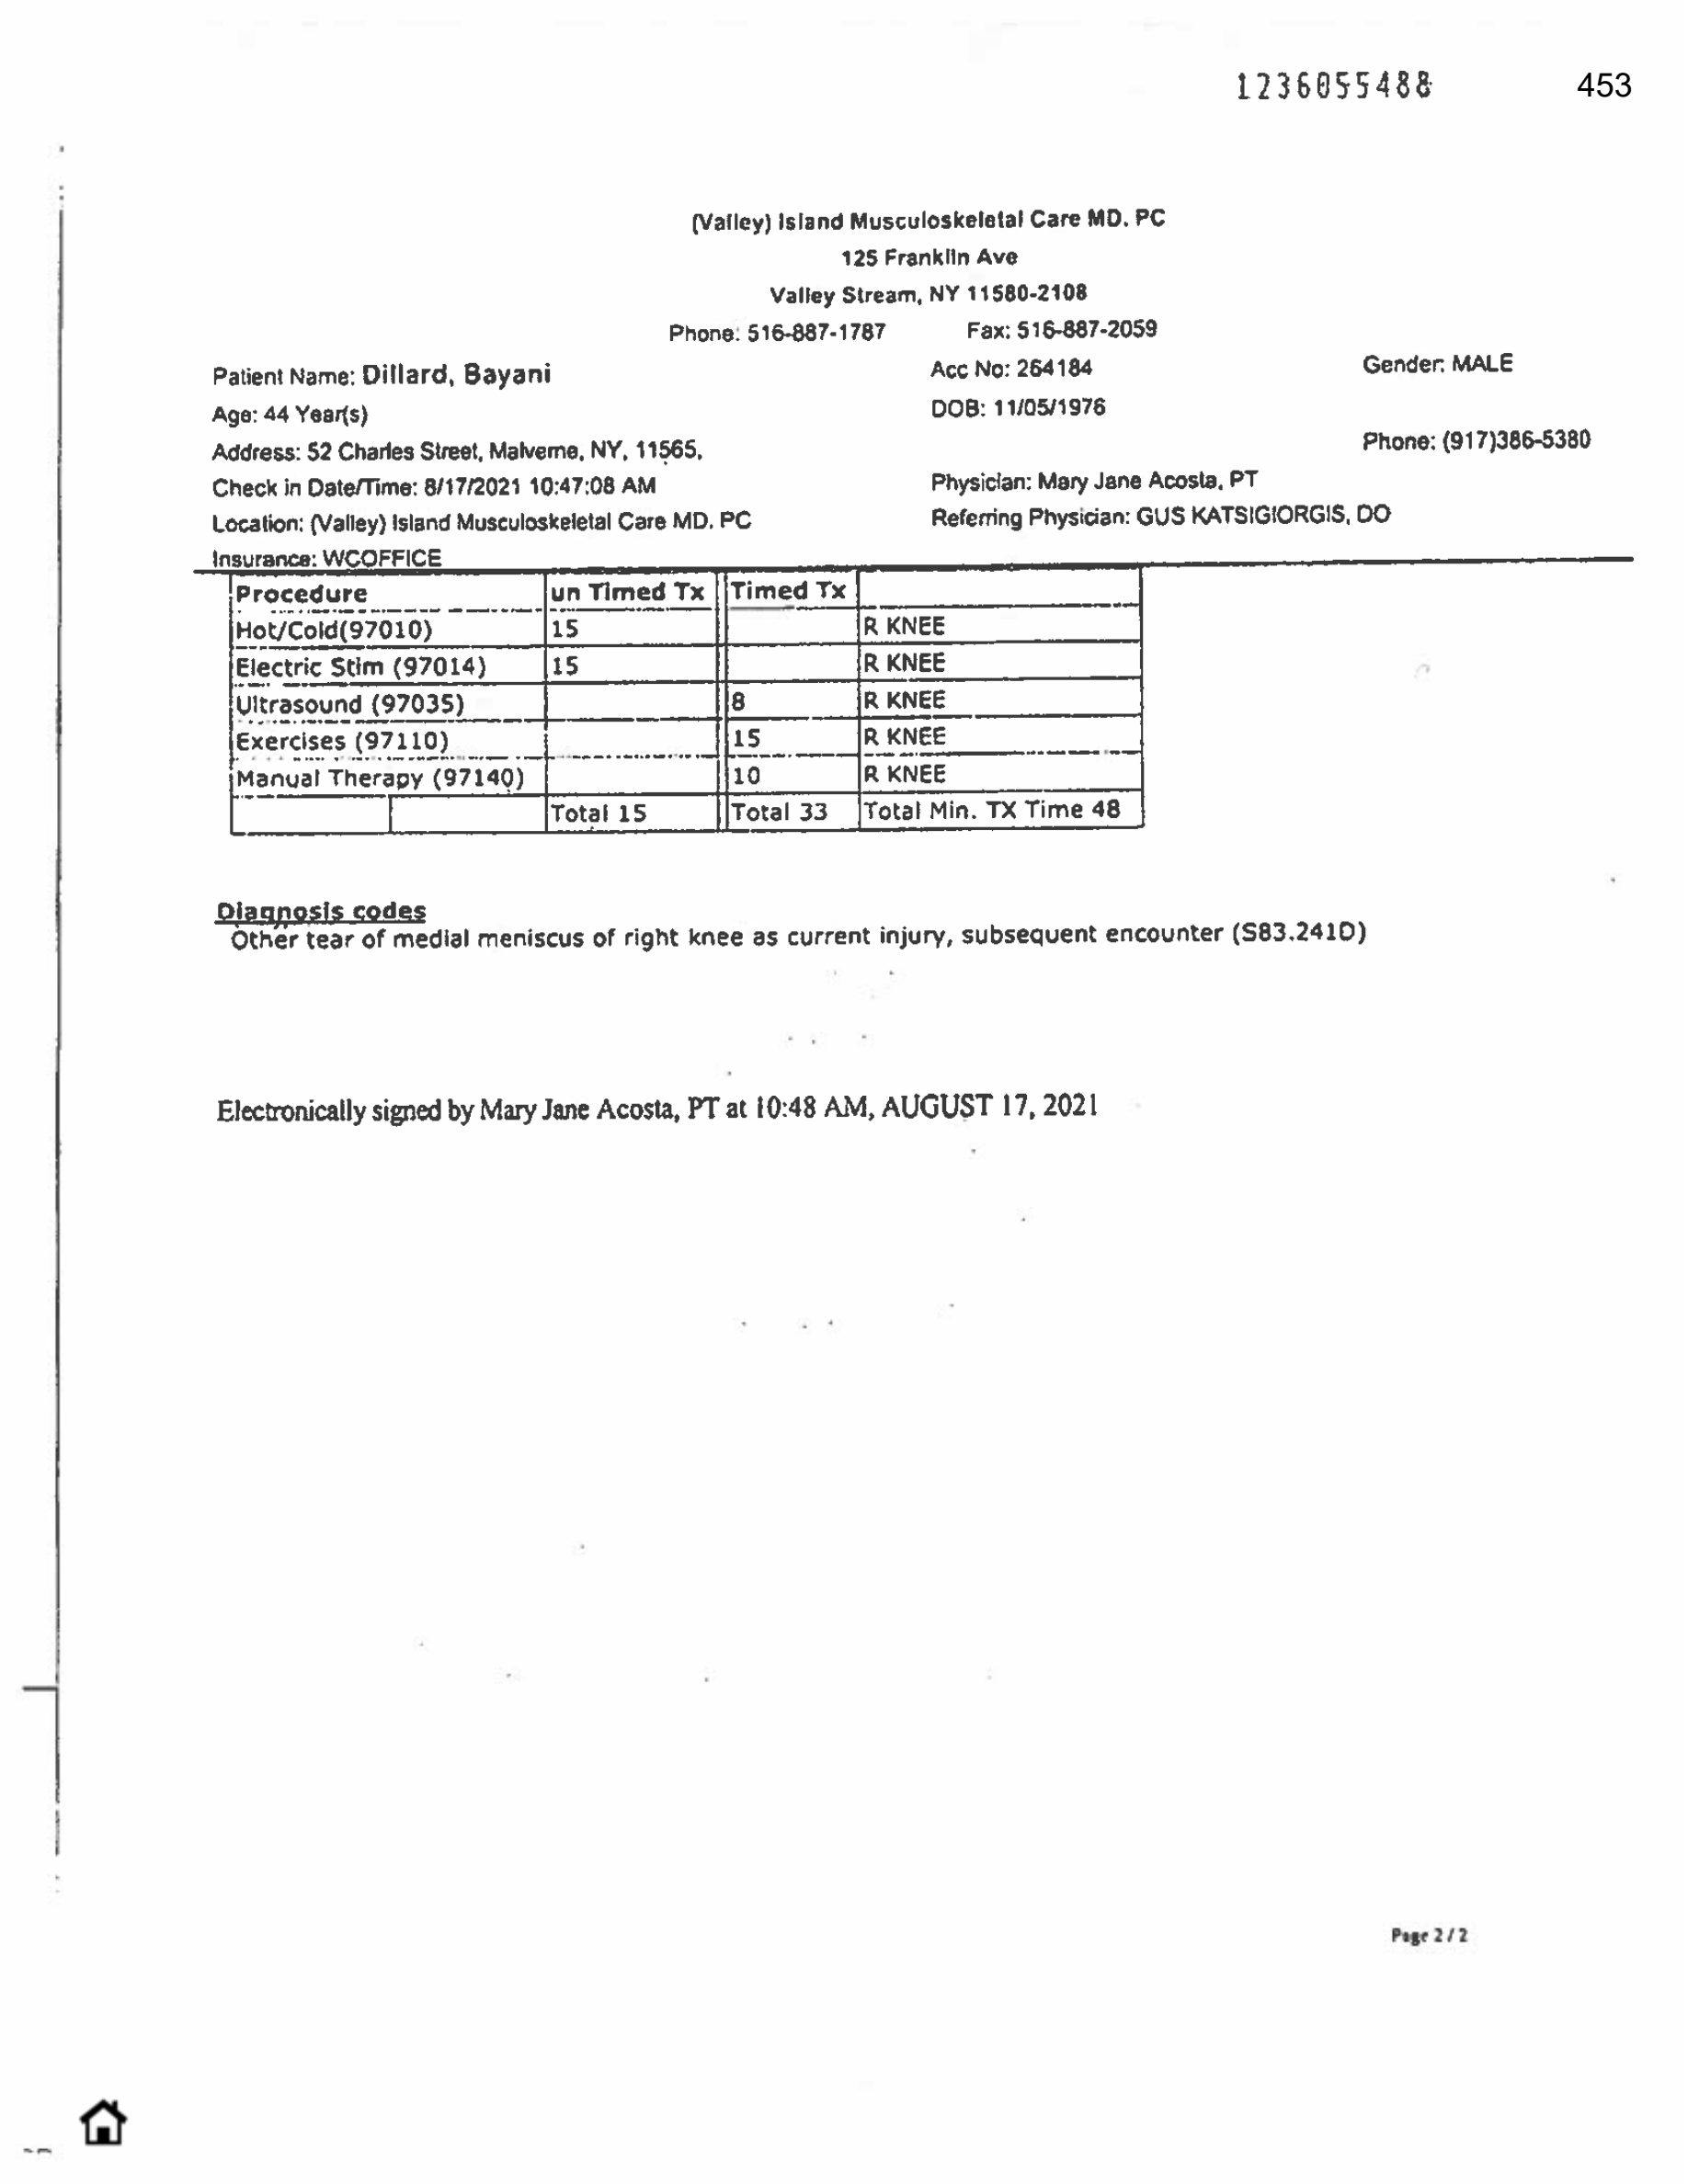 1236055488 453
(Valley) Island Musculoskeletal Care MD. PC
125 Franklin Ave
Valley Stream, NY 11580-2108
Phone: 516-887-1787 Fax: 516-887-2059
Patient Name: Dillard, Bayani Acc No: 264184 Gender: MALE
Age: 44 Year(s) DOB: 11/05/1976
Address: 52 Charles Street, Malverne, NY, 11565, Phone: (917)386-5380
Check in Date/Time: 8/17/2021 10:47:08 AM Physician: Mary Jane Acosta, PT
Location: (Valley) Island Musculoskeletal Care MD. PC Referring Physician: GUS KATSIGIORGIS, DO
Insurance: WCOFFICE
Procedure un Timed Tx Timed Tx
Hot/Cold(97010) 15 R KNEE
Electric Stim (97014) 15 R KNEE
Ultrasound (97035) 8 R KNEE
Exercises (97110) 15 R KNEE
Manual Therapy (97140) 10 R KNEE
Total 15 Total 33 Total Min. TX Time 48
Diagnosis codes
Other tear of medial meniscus of right knee as current injury, subsequent encounter (S83.241D)
Electronically signed by Mary Jane Acosta, PT at 10:48 AM, AUGUST 17, 2021
Page 2 / 2